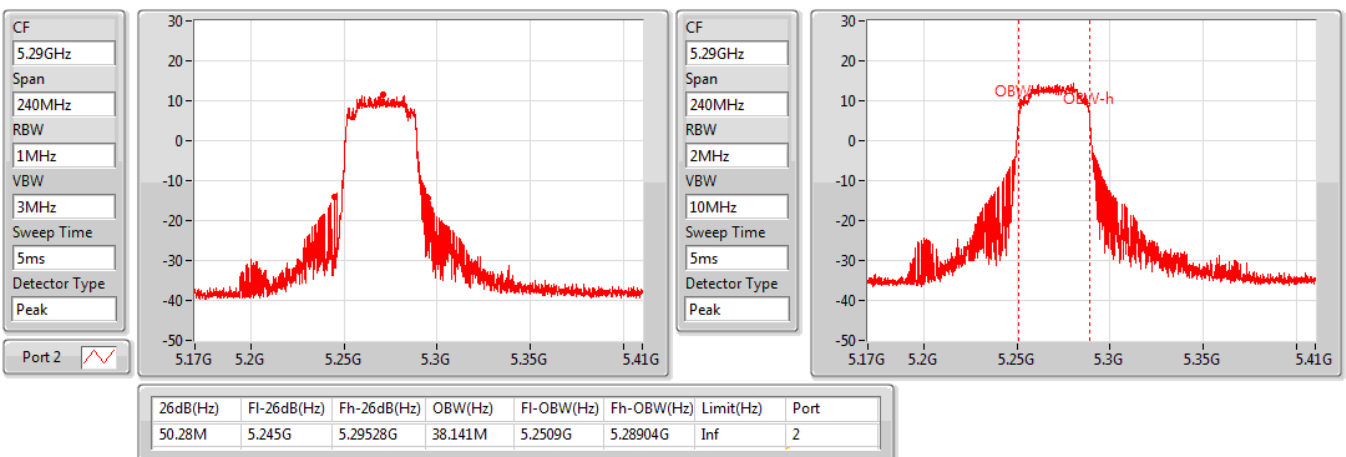 CF
5.29GHz
Span
240MHz
RBW
1MHz
VBW
3MHz
Sweep Time
5ms
Detector Type
Peak
Port 2
30
20
10
0
-10
-20
-30
-40
-50
5.17G 5.2G 5.25G 5.3G 5.35G 5.41G
CF
5.29GHz
Span
240MHz
RBW
2MHz
VBW
10MHz
Sweep Time
5ms
Detector Type
Peak
30
20
10
0
-10
-20
-30
-40
-50
OBW-h
5.17G 5.2G 5.25G 5.3G 5.35G 5.41G
26dB(Hz) Fl-26dB(Hz) Fh-26dB(Hz) OBW(Hz) Fl-OBW(Hz) Fh-OBW(Hz) Limit(Hz) Port
50.28M 5.245G 5.29528G 38.141M 5.2509G 5.28904G Inf 2